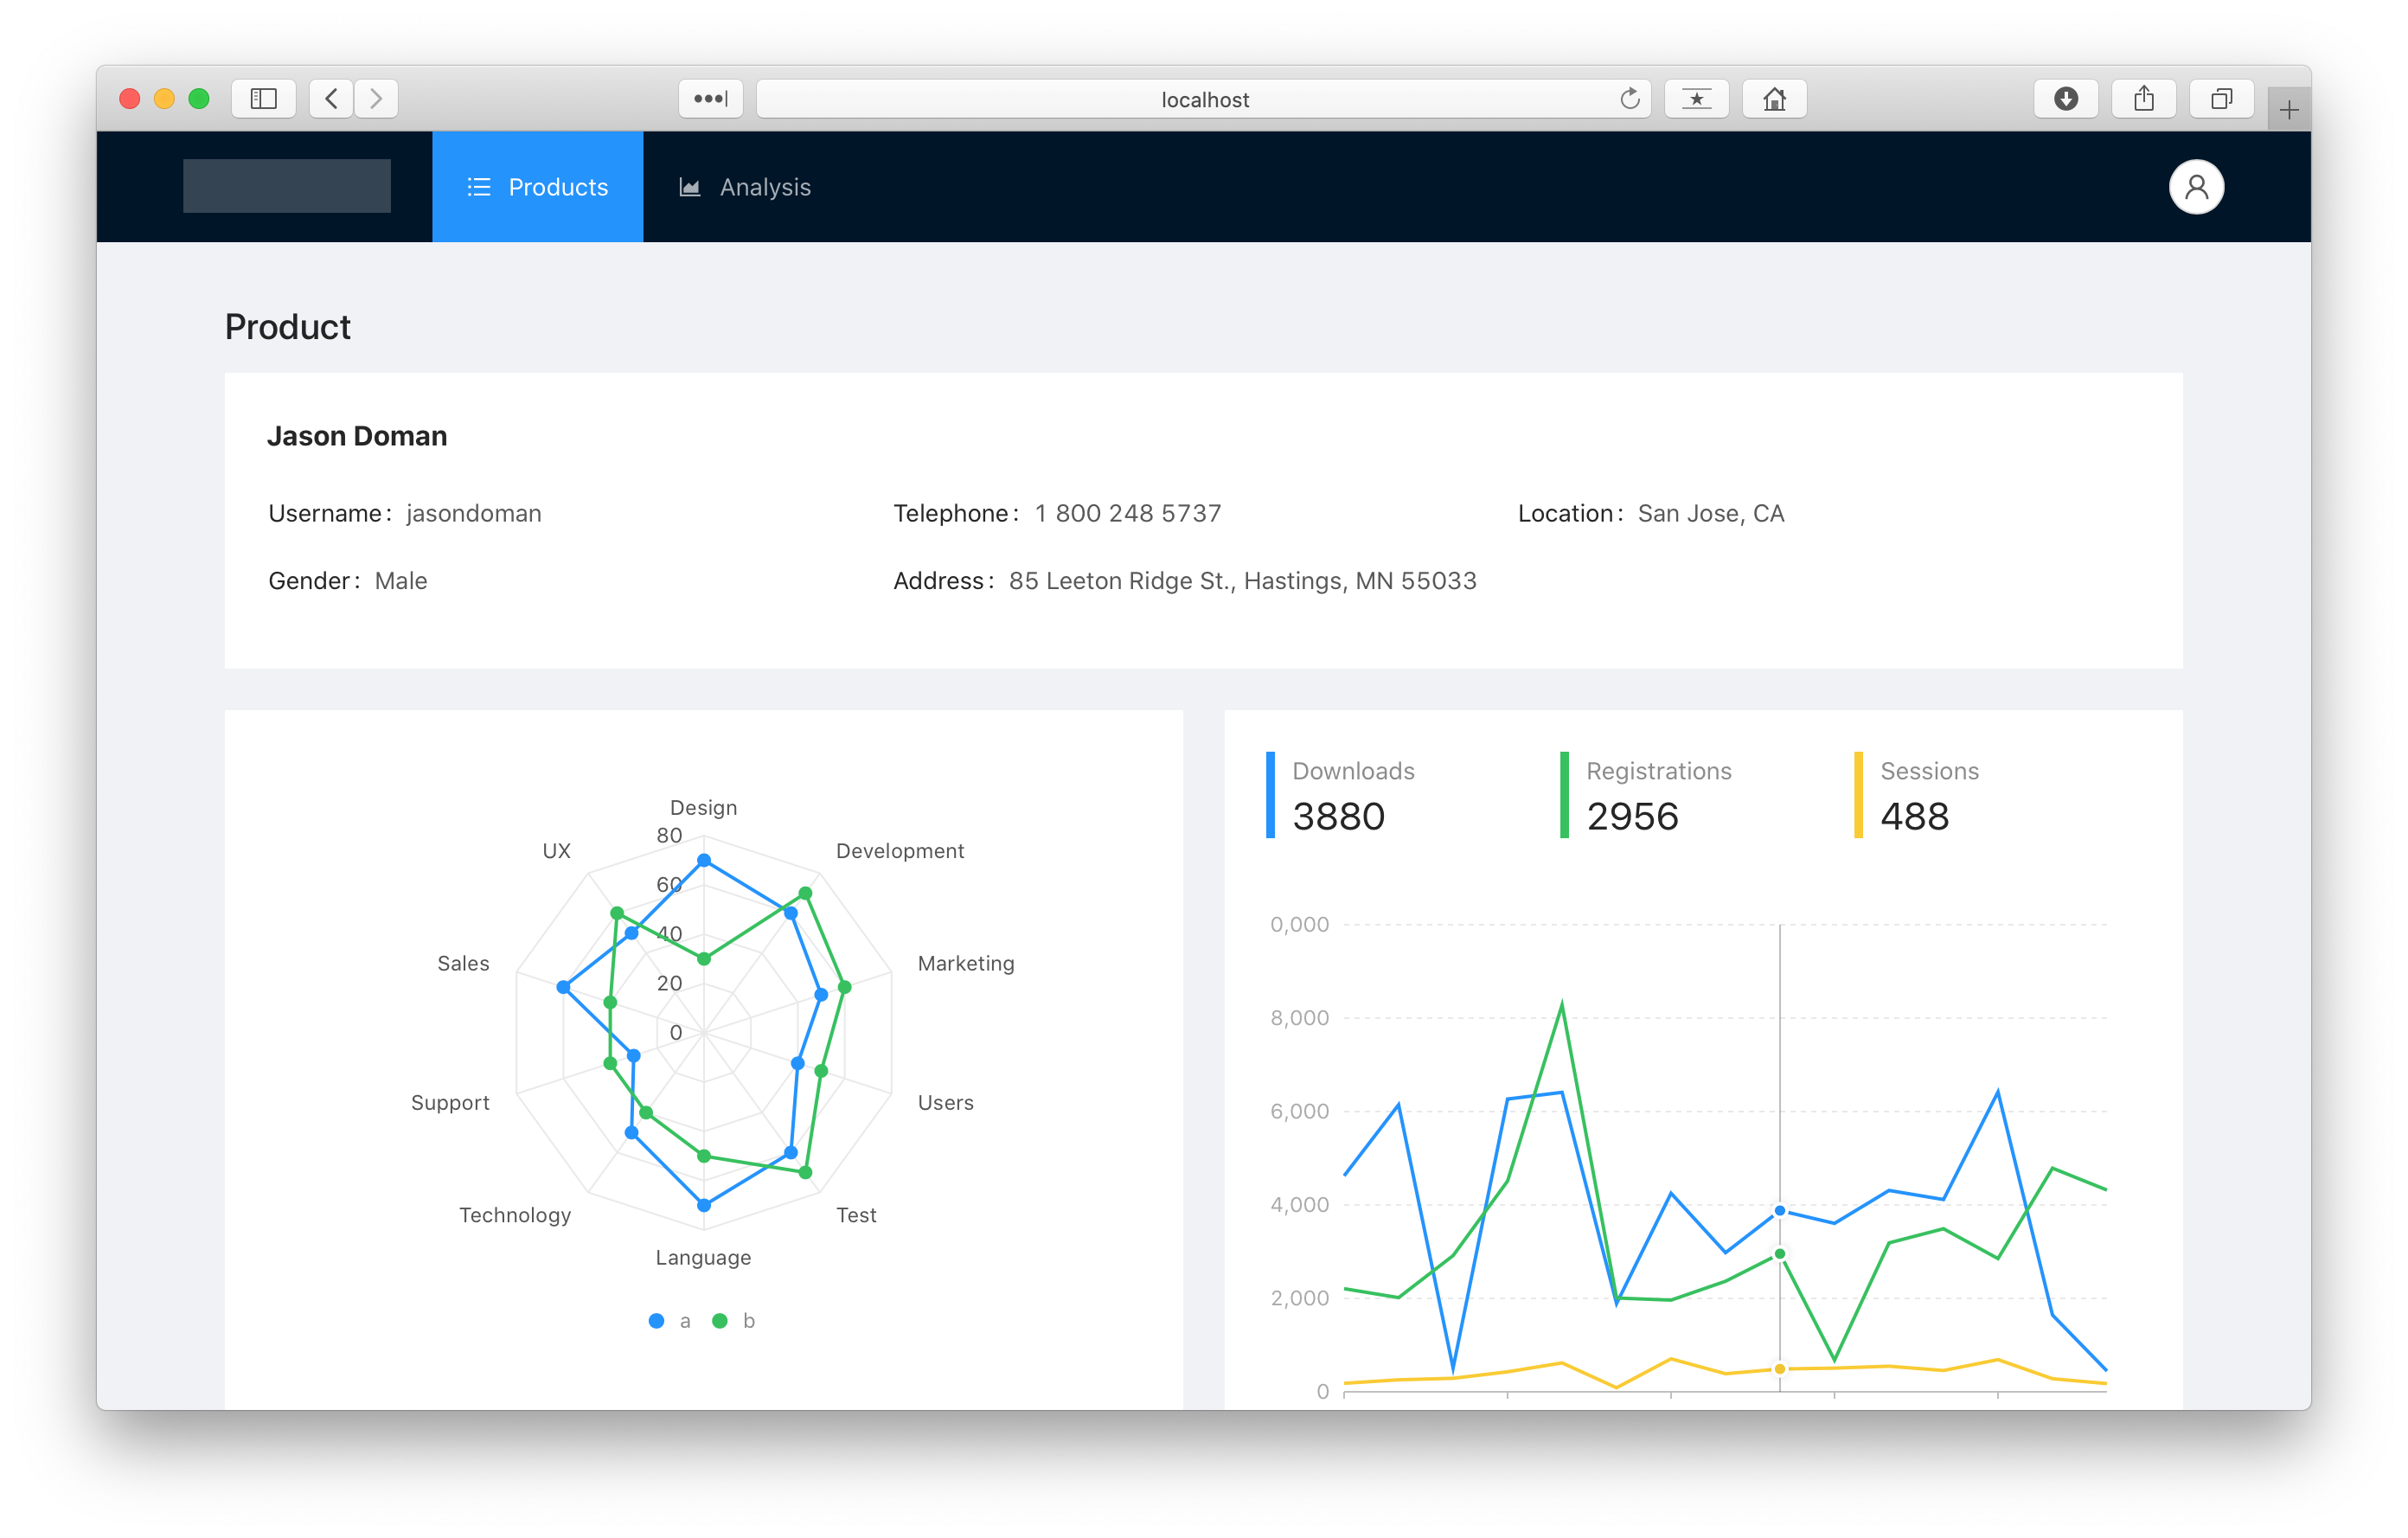 localhost
Products
Analysis
Product
Jason Doman
Username: jasondoman
Telephone: 1 800 248 5737
Location: San Jose, CA
Gender: Male
Address: 85 Leeton Ridge St., Hastings, MN 55033
Design
80
UX
Development
60
40
Sales
Marketing
20
0
Support
Users
Technology
Test
Language
a
b
Downloads
3880
Registrations
2956
Sessions
488
0,000
8,000
6,000
4,000
2,000
0